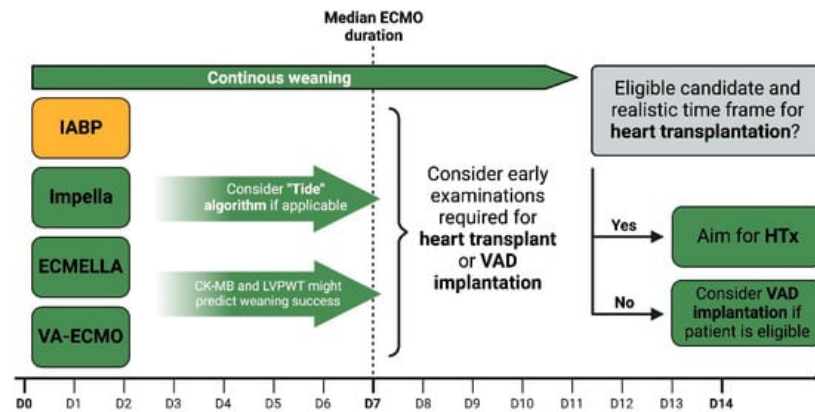 Median ECMO
duration
Continous weaning
IABP
Impella
ECMELLA
VA-ECMO
Consider "Tide"
algorithm if applicable
CK-MB and LVPWT might
predict weaning success
Consider early
examinations
required for
heart transplant
or VAD
implantation
Eligible candidate and
realistic time frame for
heart transplantation?
Yes
Aim for HTx
No
Consider VAD
implantation if
patient is eligible
D0 D1 D2 D3 D4 D5 D6 D7 D8 D9 D10 D11 D12 D13 D14